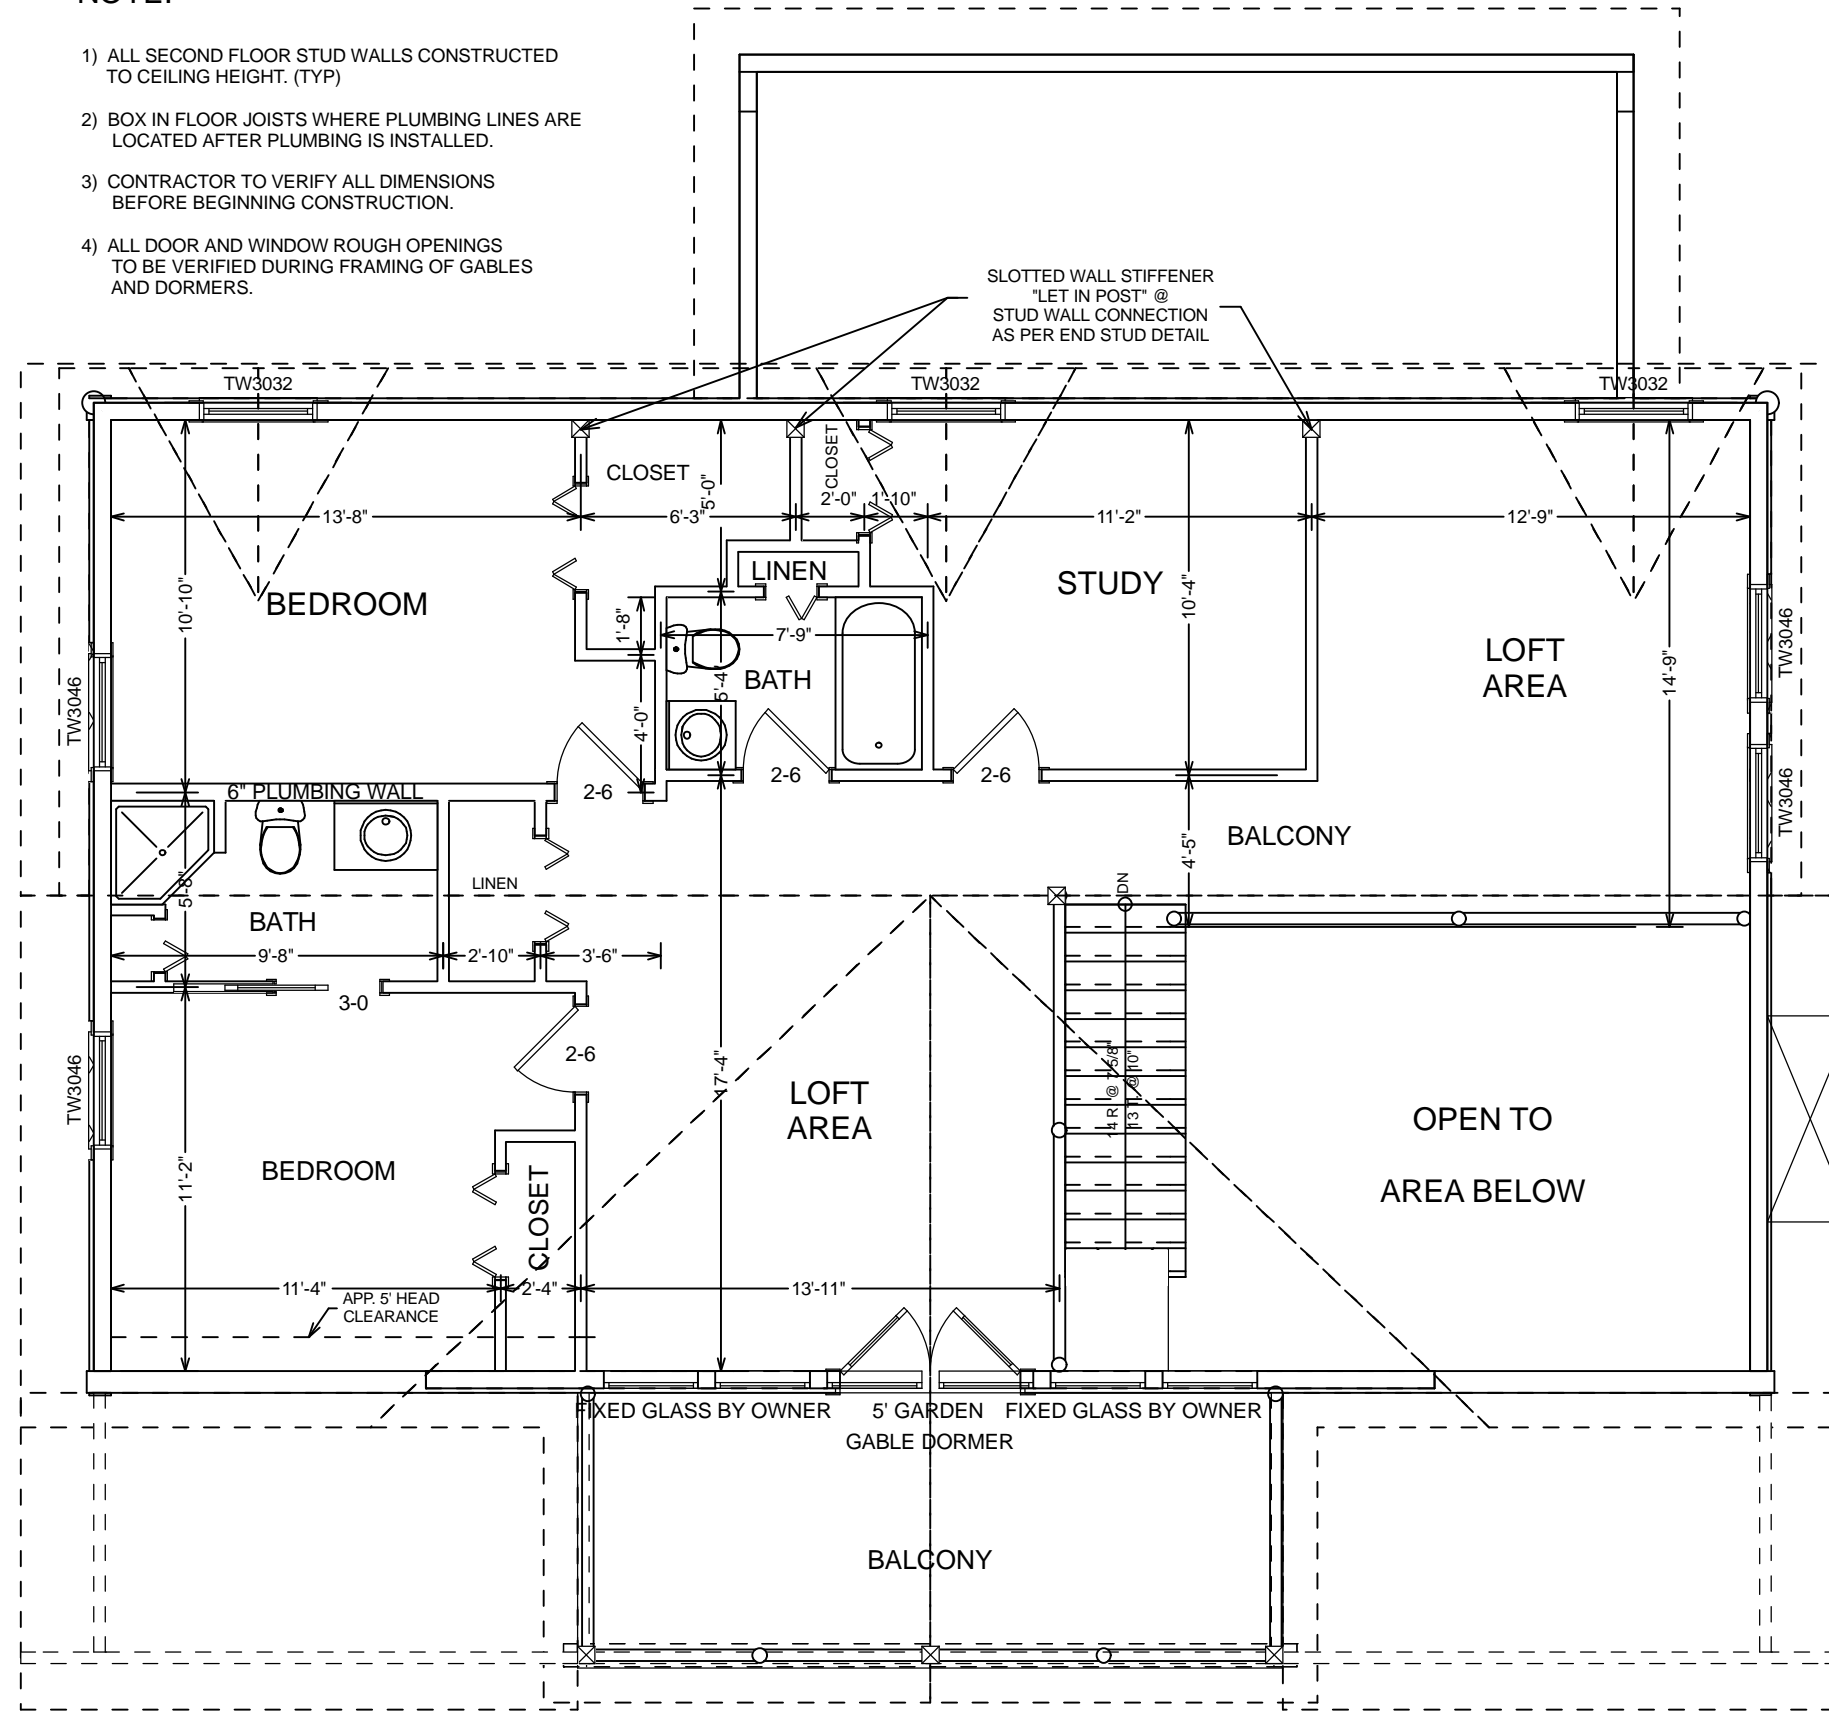 NOTE:
1) ALL SECOND FLOOR STUD WALLS CONSTRUCTED
TO CEILING HEIGHT. (TYP)
2) BOX IN FLOOR JOISTS WHERE PLUMBING LINES ARE
LOCATED AFTER PLUMBING IS INSTALLED.
3) CONTRACTOR TO VERIFY ALL DIMENSIONS
BEFORE BEGINNING CONSTRUCTION.
4) ALL DOOR AND WINDOW ROUGH OPENINGS
TO BE VERIFIED DURING FRAMING OF GABLES
AND DORMERS.
SLOTTED WALL STIFFENER
"LET IN POST" @
STUD WALL CONNECTION
AS PER END STUD DETAIL
TW3032
TW3032
TW3032
CLOSET
CLOSET
5'-0"
13'-8"
6'-3"
2'-0"
1'-10"
11'-2"
12'-9"
10'-10"
BEDROOM
LINEN
STUDY
10'-4"
1'-8"
7'-9"
LOFT
AREA
TW3046
14'-9"
TW3046
5'-4"
BATH
4'-0"
2-6
2-6
2-6
6" PLUMBING WALL
TW3046
BALCONY
4'-5"
5'-8"
LINEN
DN
BATH
9'-8"
2'-10"
3'-6"
3-0
2-6
TW3046
17'-4"
LOFT
AREA
14 R @ 7 5/8"
13 T. @ 10"
OPEN TO
AREA BELOW
11'-2"
BEDROOM
CLOSET
11'-4"
2'-4"
13'-11"
APP. 5' HEAD
CLEARANCE
FIXED GLASS BY OWNER
5' GARDEN
FIXED GLASS BY OWNER
GABLE DORMER
BALCONY